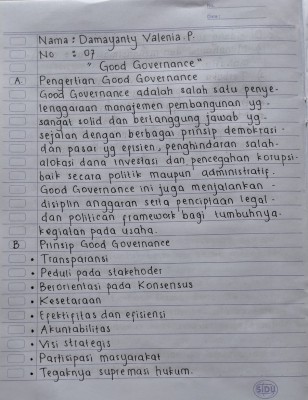 Date :
Nama : Damayanty Valenia.P.
No : 07
" Good Governance "
A. Pengertian Good Governance
Good Governance adalah salah satu penye-
lenggaraan manajemen pembangunan yg.
sangat solid dan bertanggung jawab yg.
sejalan dengan berbagai prinsip demokrasi.
dan pasar yg efisien, penghindaran salah-
alokasi dana investasi dan pencegahan korupsi.
baik secara politik maupun administratif.
Good Governance ini juga menjalankan -
disiplin anggaran serta penciptaan legal -
dan politican framework bagi tumbuhnya.
kegiatan pada usaha.
B. Prinsip Good Governance
• Transparansi
• Peduli pada stakehoder
• Berorientasi pada Konsensus
• Kesetaraan
• Efektifitas dan efisiensi
• Akuntabilitas
• Visi strategis
• Partisipasi masyarakat
• Tegaknya supremasi hukum.
SiDU